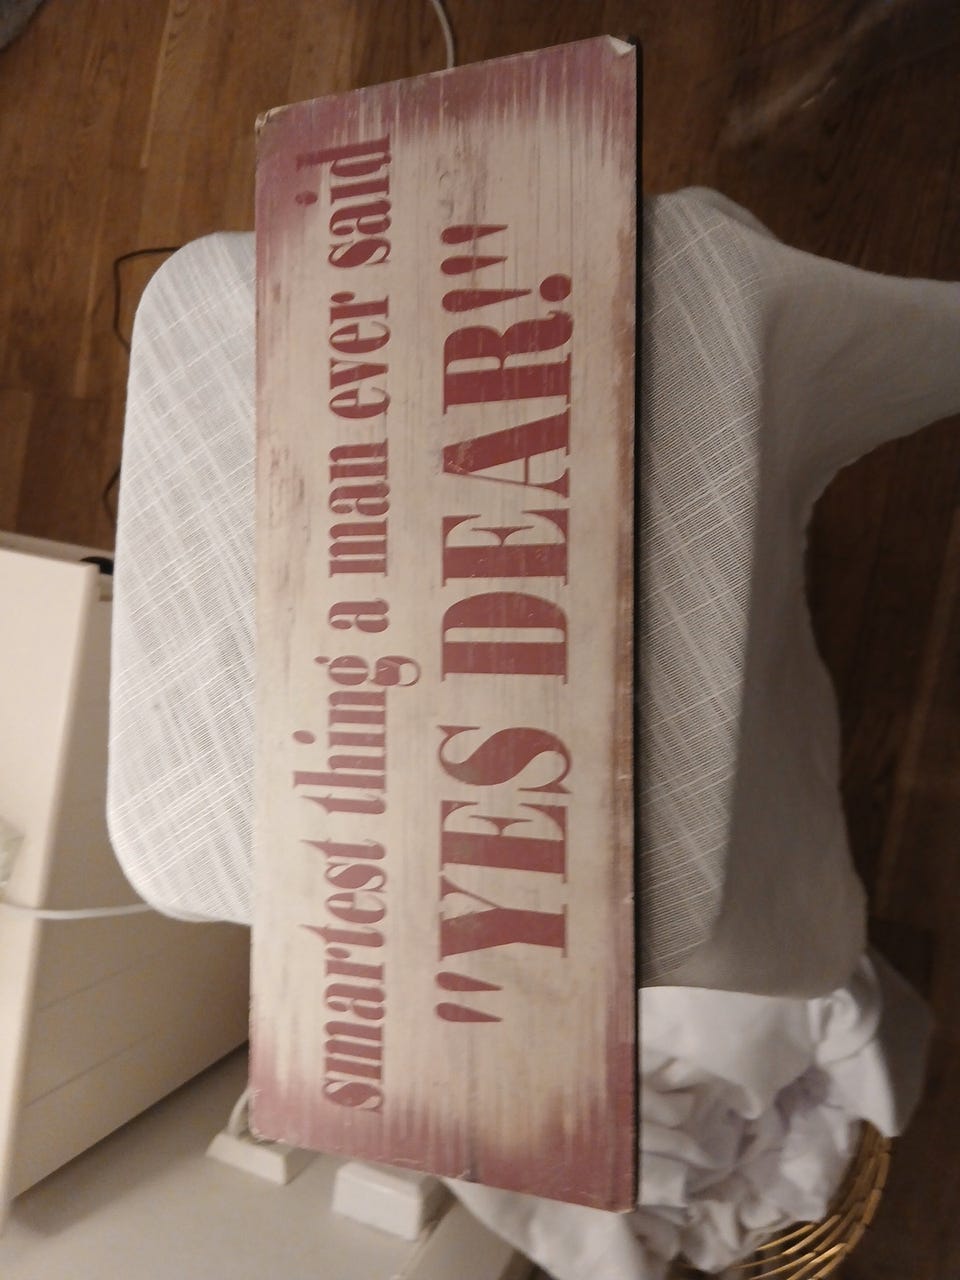 smartest thing a man ever said
"YES DEAR!"